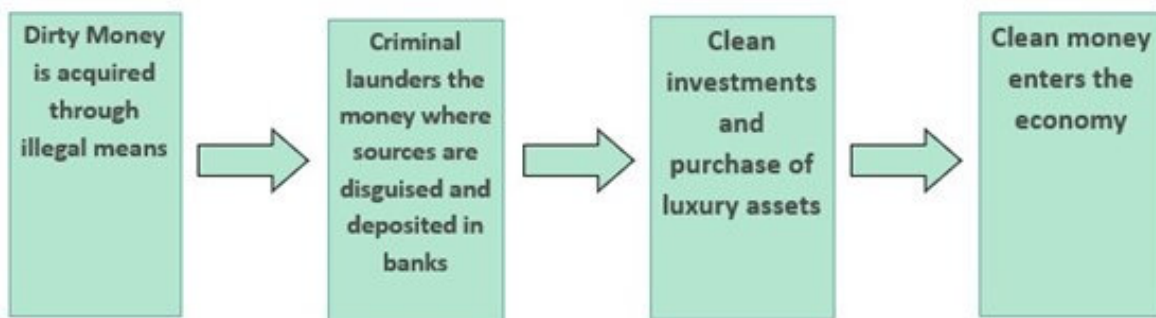 Dirty Money
is acquired
through
illegal means
Criminal
launders the
money where
sources are
disguised and
deposited in
banks
Clean
investments
and
purchase of
luxury assets
Clean money
enters the
economy